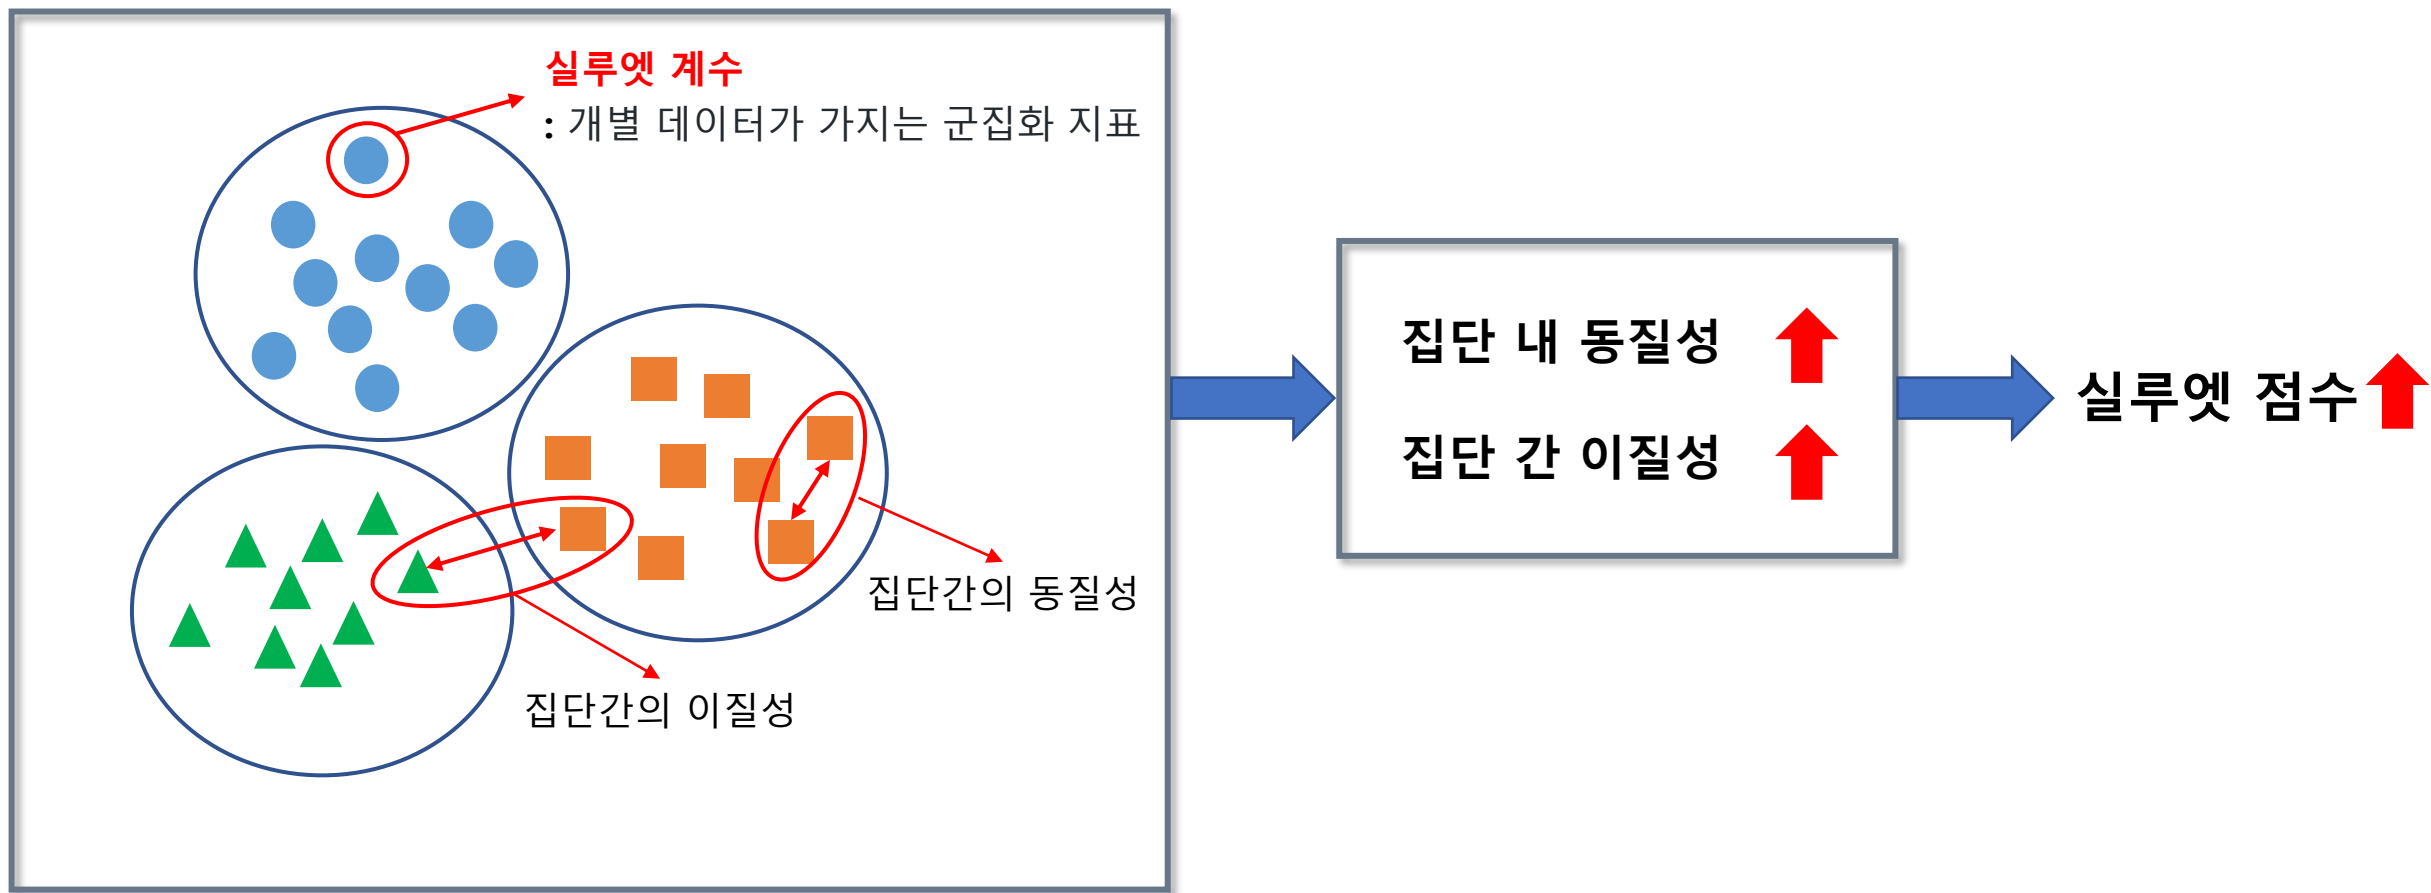 실루엣 계수
: 개별 데이터가 가지는 군집화 지표
집단간의 동질성
집단간의 이질성
집단 내 동질성
집단 간 이질성
실루엣 점수